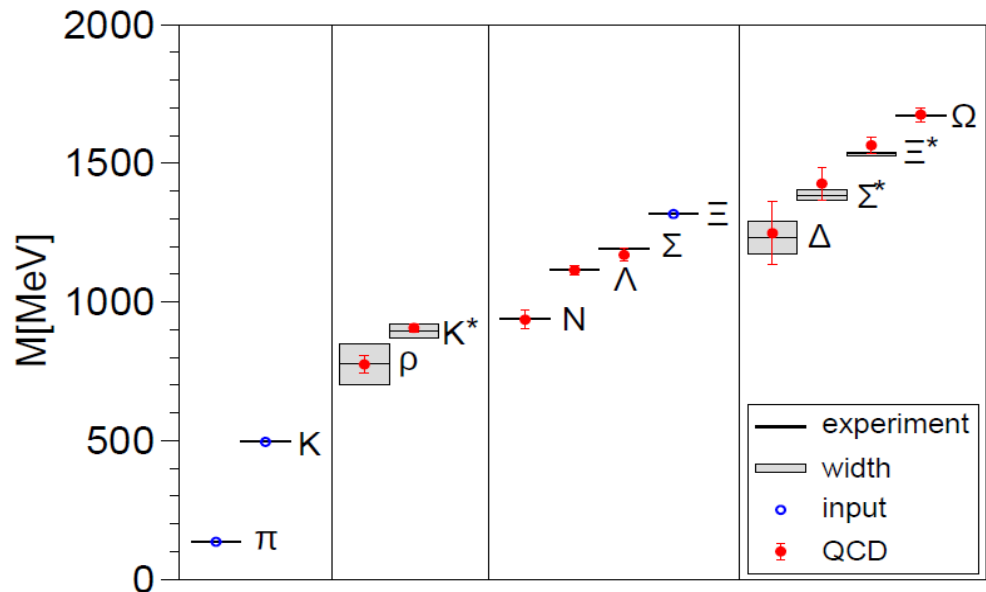 M[MeV]
2000
1500
1000
500
0
π
K
ρ
K*
N
Λ
Σ
Ξ
Δ
Σ*
Ξ*
Ω
experiment
width
input
QCD